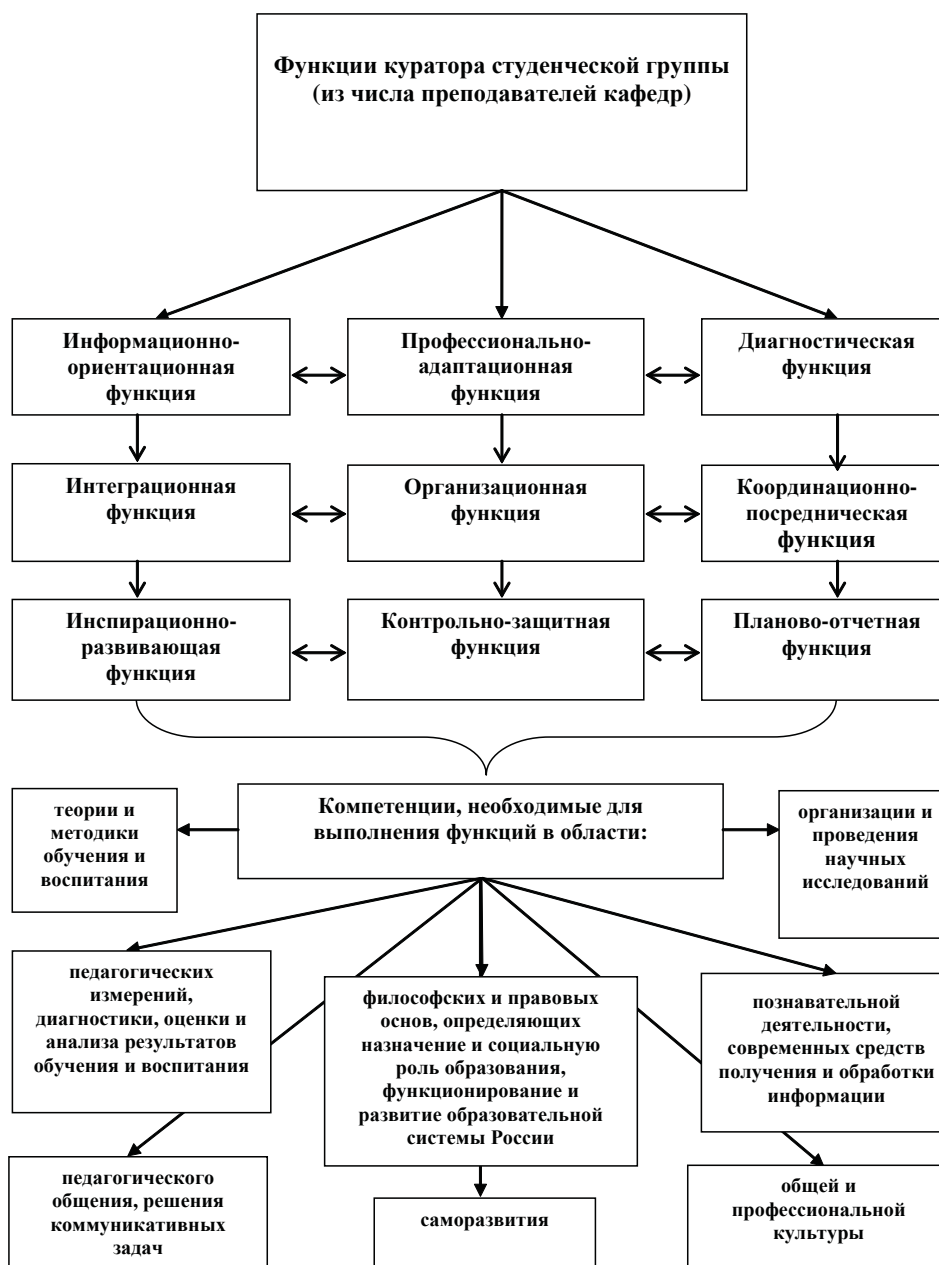 Функции куратора студенческой группы
(из числа преподавателей кафедр)
Информационно-
ориентационная
функция
Профессионально-
адаптационная
функция
Диагностическая
функция
Интеграционная
функция
Организационная
функция
Координационно-
посредническая
функция
Инспирационно-
развивающая
функция
Контрольно-защитная
функция
Планово-отчетная
функция
теории и
методики
обучения и
воспитания
Компетенции, необходимые для
выполнения функций в области:
организации и
проведения
научных
исследований
педагогических
измерений,
диагностики, оценки и
анализа результатов
обучения и воспитания
философских и правовых
основ, определяющих
назначение и социальную
роль образования,
функционирование и
развитие образовательной
системы России
познавательной
деятельности,
современных средств
получения и обработки
информации
педагогического
общения, решения
коммуникативных
задач
саморазвития
общей и
профессиональной
культуры